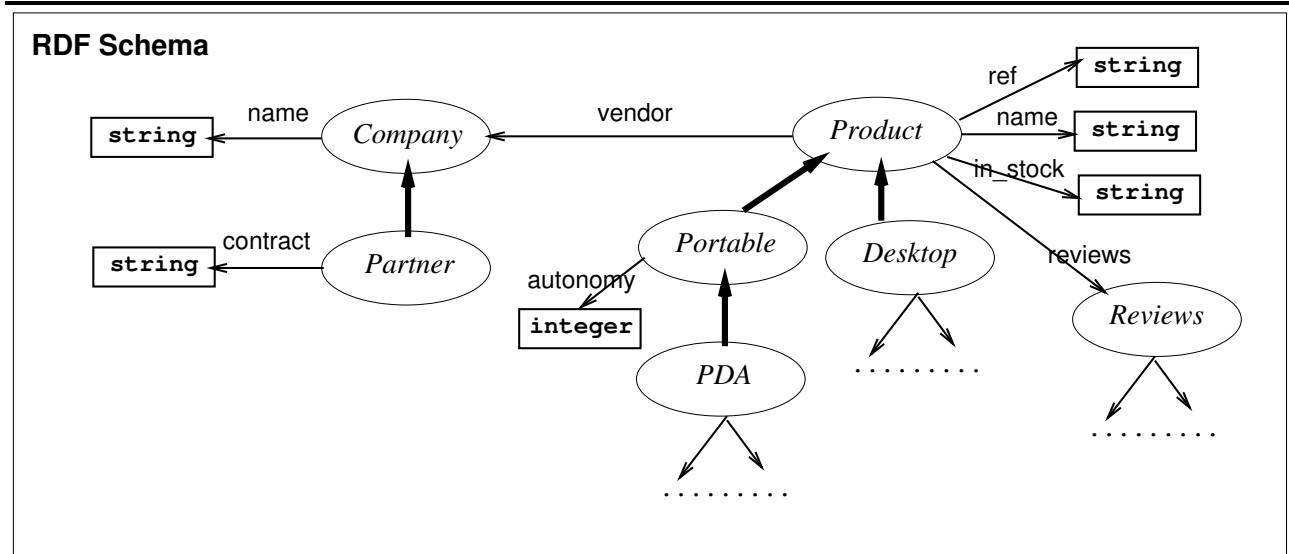 RDF Schema
ref
string
name
vendor
name
string
Company
Product
string
in_stock
string
contract
string
Partner
Portable
Desktop
reviews
autonomy
integer
Reviews
PDA
. . . . . . . . .
. . . . . . . . .
. . . . . . . . .